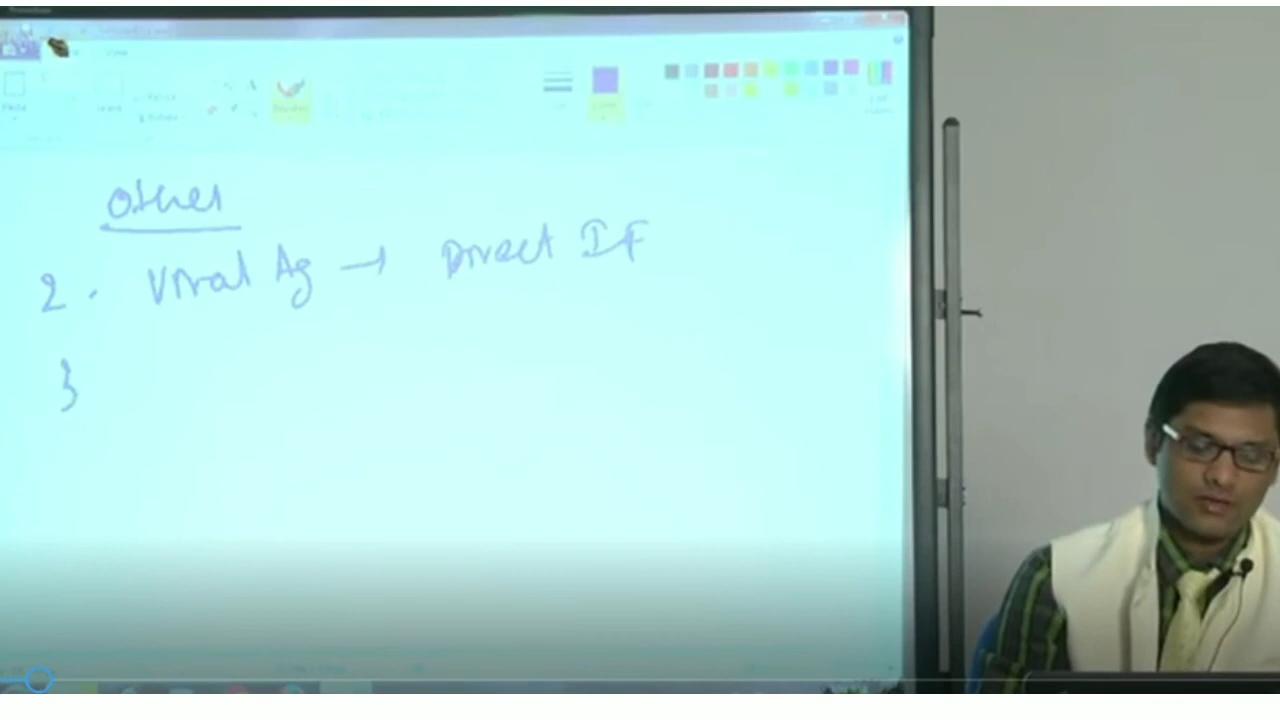 Other
2. Viral Ag → Direct IF
3